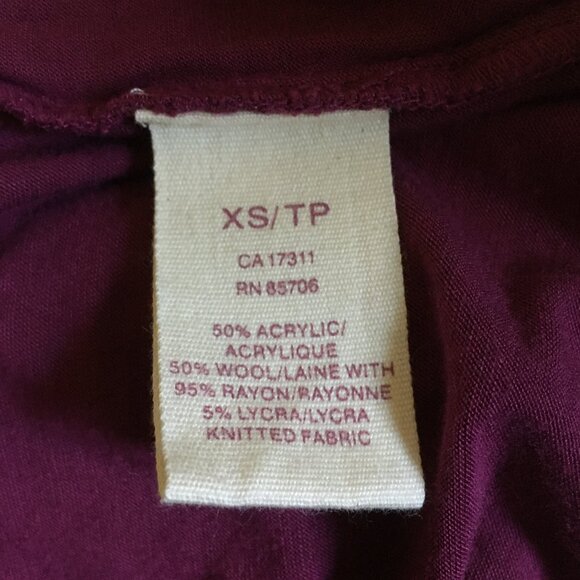 XS/TP
CA 17311
RN 85706
50% ACRYLIC/
ACRYLIQUE
50% WOOL/LAINE WITH
95% RAYON/RAYONNE
5% LYCRA/LYCRA
KNITTED FABRIC